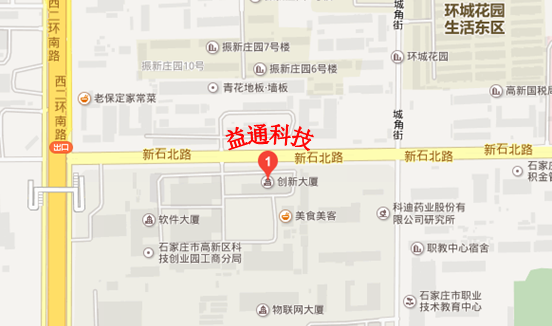 西二环南路
西二环南路
出口
城角街
环城花园
生活东区
振新庄园7号楼
振新庄园10号
振新庄园6号楼
环城花园
青花地板·墙板
高新国税局
老保定家常菜
城角街
益通科技
新石北路
新石北路
新石北路
1
创新大厦
石家庄
积金管
美食美客
科迪药业股份有
限公司研究所
软件大厦
石家庄市高新区科
技创业园工商分局
职教中心宿舍
石家庄市职业
技术教育中心
物联网大厦